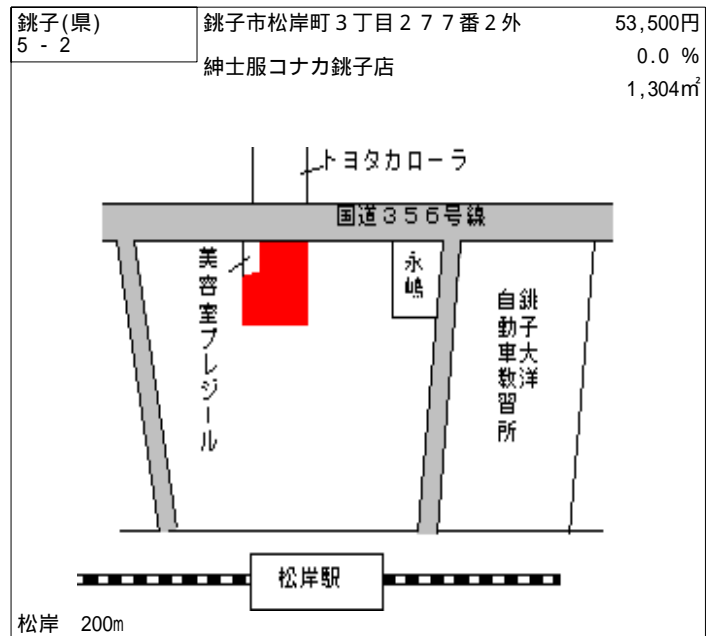 銚子(県)
5 - 2
銚子市松岸町３丁目２７７番２外
53,500円
紳士服コナカ銚子店
0.0 %
1,304㎡
トヨタカローラ
国道３５６号線
美容室プレジール
永嶋
銚子大洋
自動車教習所
松岸駅
松岸 200m